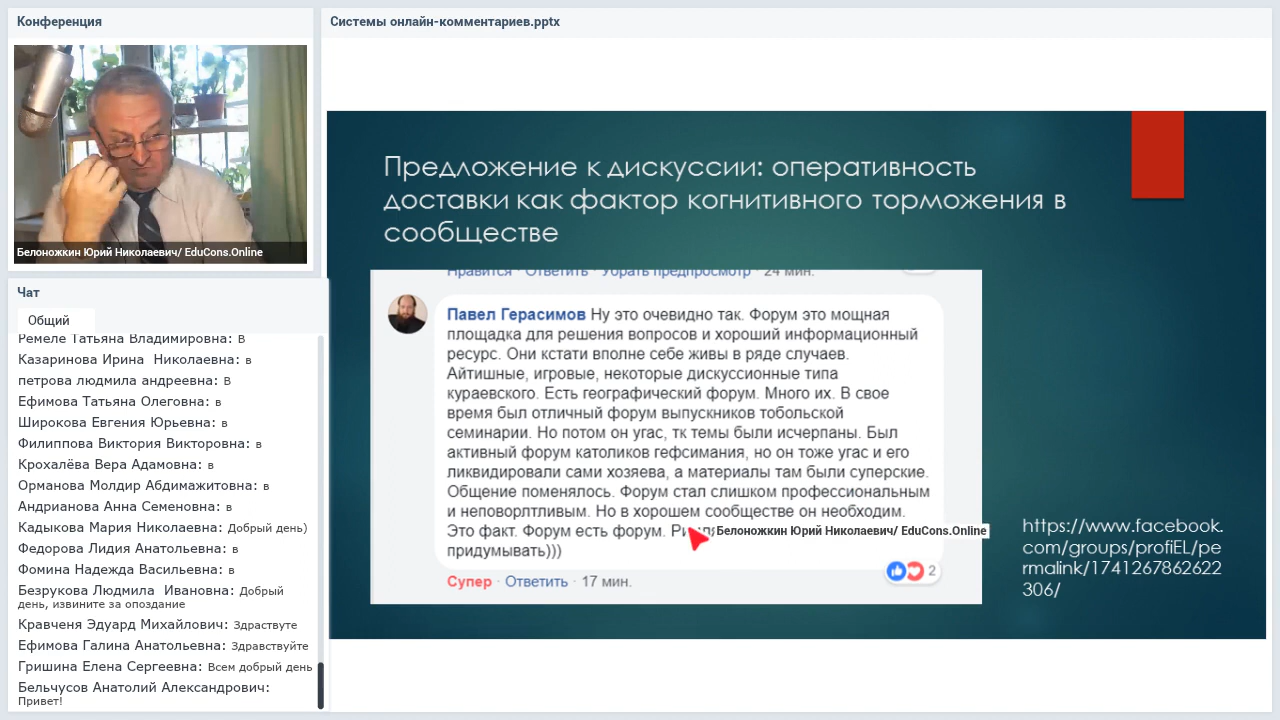 Конференция
Белоножкин Юрий Николаевич/ EduCons.Online
Чат
Общий
Ремеле Татьяна Владимировна: В
Казаринова Ирина  Николаевна: в
петрова людмила андреевна: В
Ефимова Татьяна Олеговна: в
Широкова Евгения Юрьевна: в
Филиппова Виктория Викторовна: в
Крохалёва Вера Адамовна: в
Орманова Молдир Абдимажитовна: в
Андрианова Анна Семеновна: в
Кадыкова Мария Николаевна: Добрый день)
Федорова Лидия Анатольевна: в
Фомина Надежда Васильевна: в
Безрукова Людмила  Ивановна: Добрый
день, извините за опоздание
Кравченя Эдуард Михайлович: Здраствуте
Ефимова Галина Анатольевна: Здравствуйте
Гришина Елена Сергеевна: Всем добрый день
Бельчусов Анатолий Александрович:
Привет!
Системы онлайн-комментариев.pptx
Предложение к дискуссии: оперативность
доставки как фактор когнитивного торможения в
сообществе
Нравится · Ответить · Убрать предпросмотр · 24 мин.
Павел Герасимов Ну это очевидно так. Форум это мощная
площадка для решения вопросов и хороший информационный
ресурс. Они кстати вполне себе живы в ряде случаев.
Айтишные, игровые, некоторые дискуссионные типа
кураевского. Есть географический форум. Много их. В свое
время был отличный форум выпускников тобольской
семинарии. Но потом он угас, тк темы были исчерпаны. Был
активный форум католиков гефсимания, но он тоже угас и его
ликвидировали сами хозяева, а материалы там были суперские.
Общение поменялось. Форум стал слишком профессиональным
и неповорлтливым. Но в хорошем сообществе он необходим.
Это факт. Форум есть форум.
Белоножкин Юрий Николаевич/ EduCons.Online
придумывать)))
Супер · Ответить · 17 мин.
2
https://www.facebook.
com/groups/profiEL/pe
rmalink/1741267862622
306/